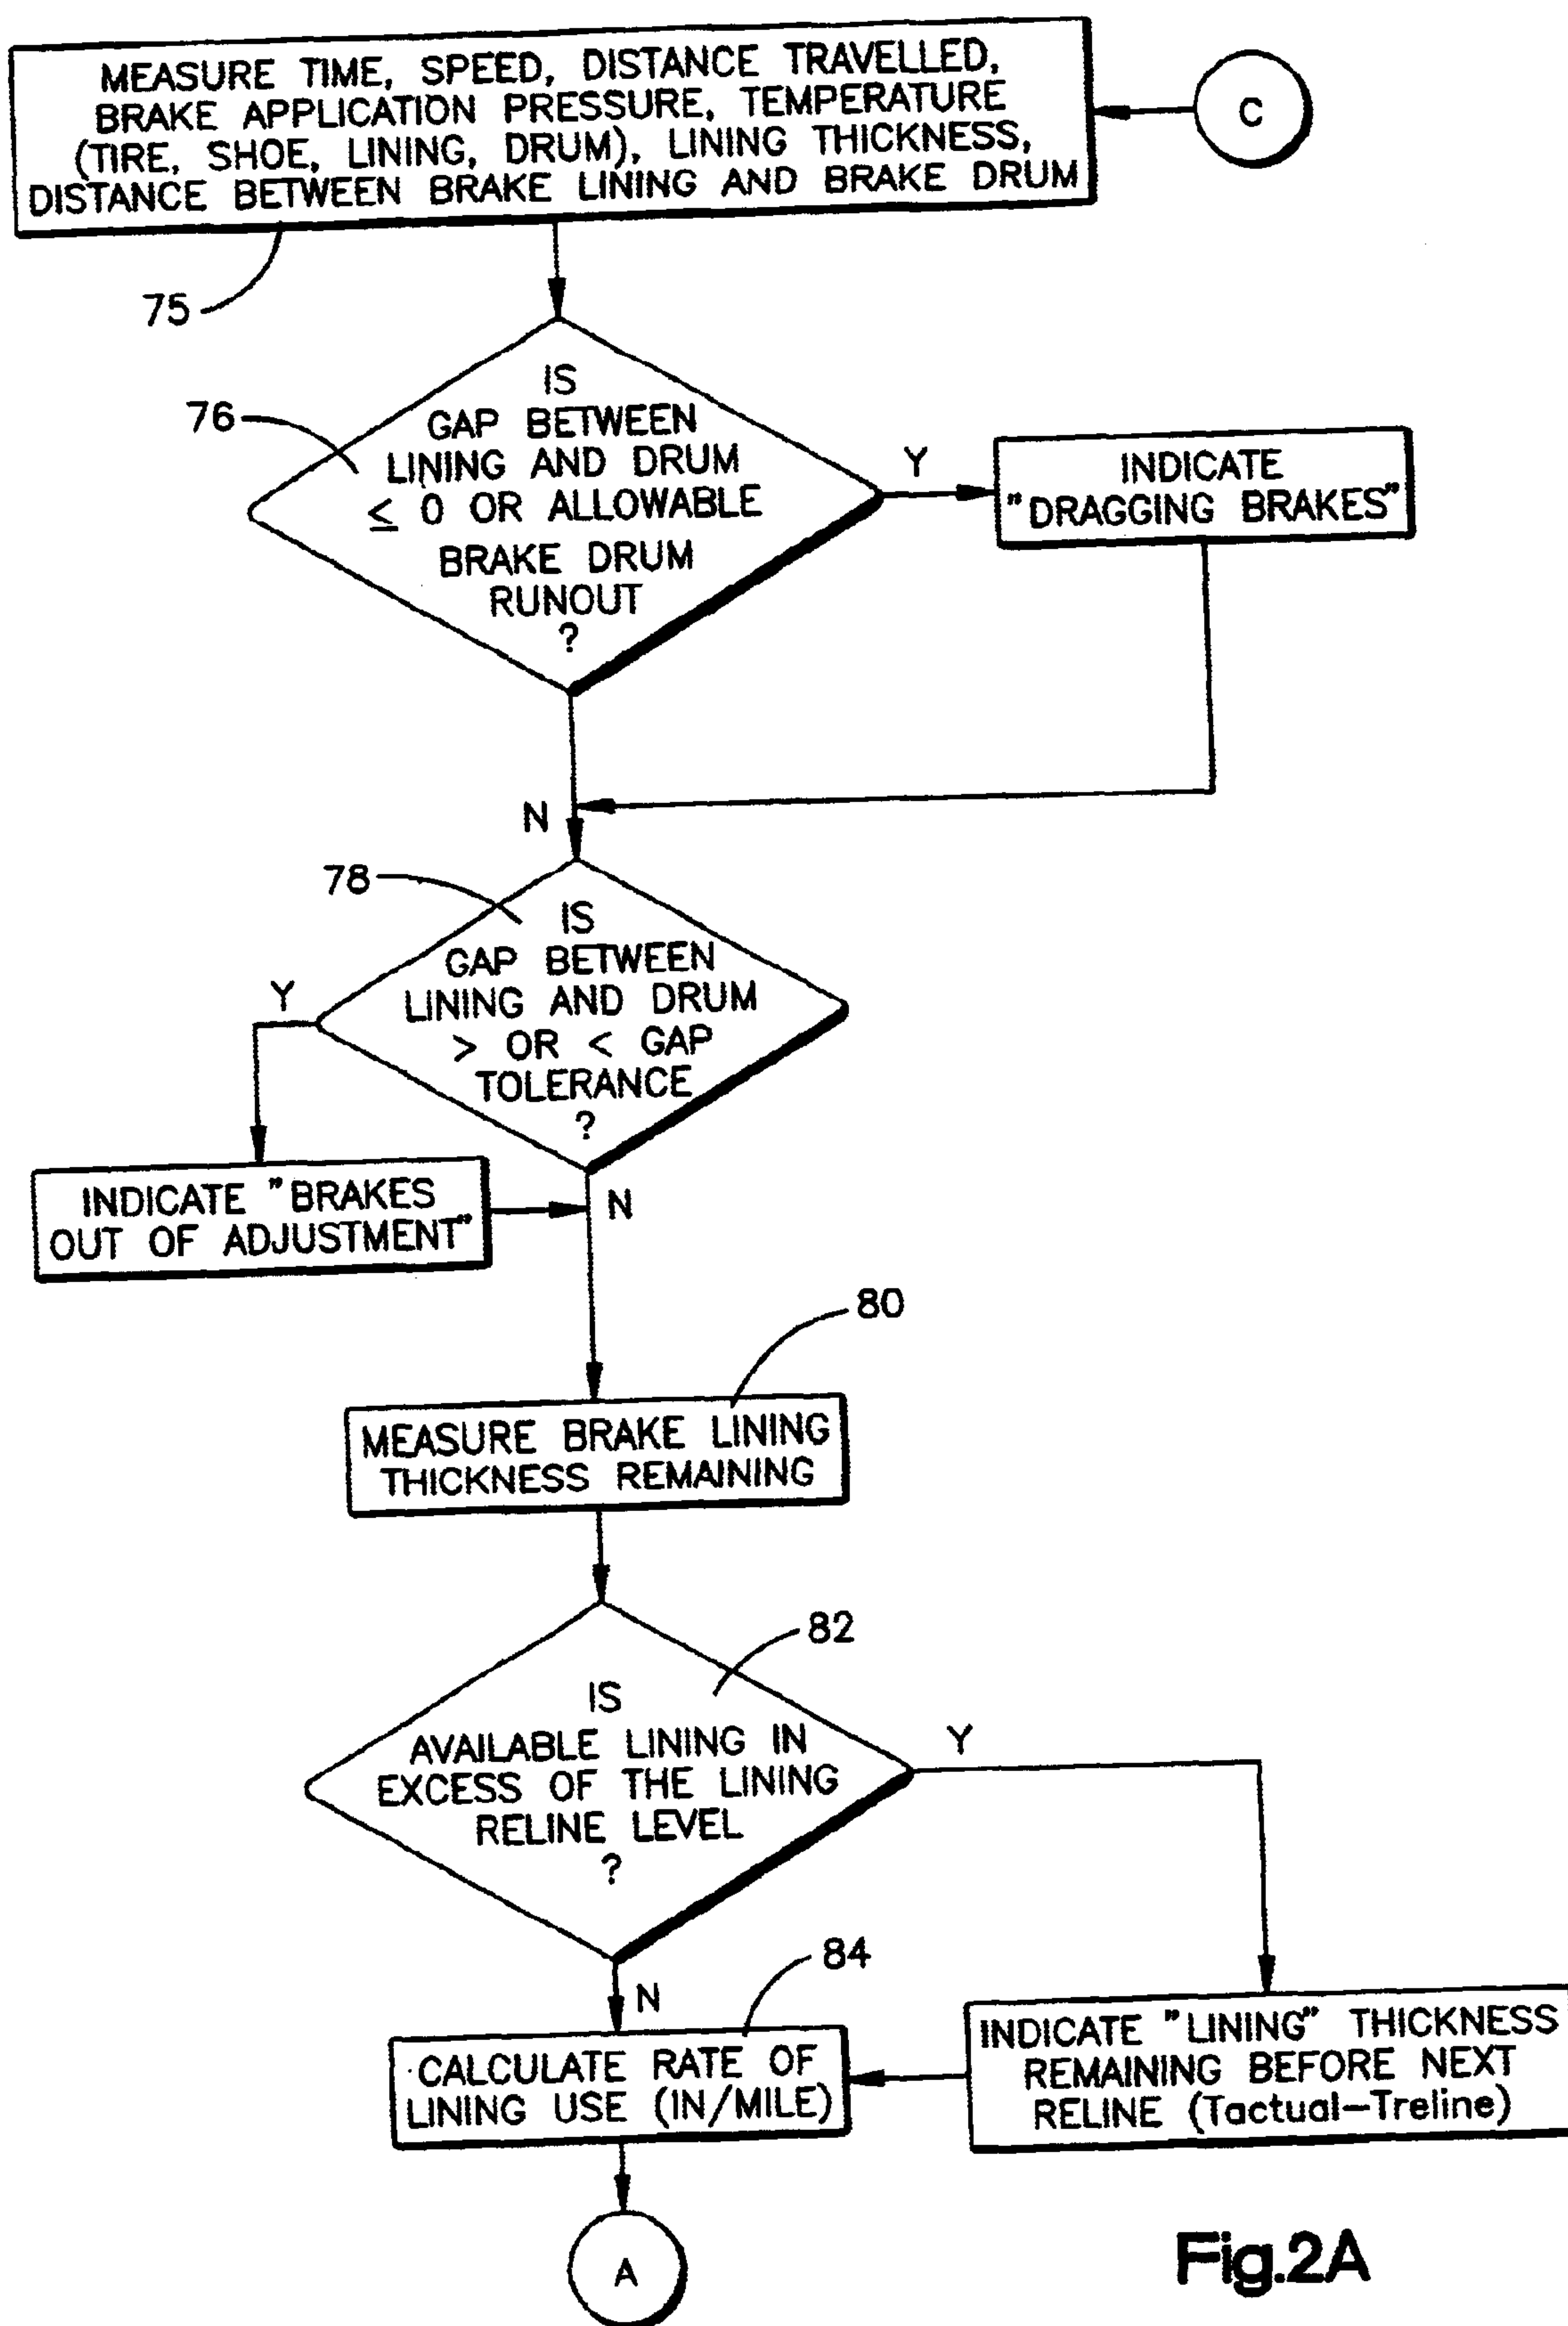 MEASURE TIME, SPEED, DISTANCE TRAVELLED,
BRAKE APPLICATION PRESSURE, TEMPERATURE
(TIRE, SHOE, LINING, DRUM), LINING THICKNESS,
DISTANCE BETWEEN BRAKE LINING AND BRAKE DRUM
C
75
IS
GAP BETWEEN
LINING AND DRUM
≤ 0 OR ALLOWABLE
BRAKE DRUM
RUNOUT
?
76
Y
INDICATE
"DRAGGING BRAKES"
N
78
IS
GAP BETWEEN
LINING AND DRUM
> OR < GAP
TOLERANCE
?
Y
INDICATE "BRAKES
OUT OF ADJUSTMENT"
N
80
MEASURE BRAKE LINING
THICKNESS REMAINING
82
IS
AVAILABLE LINING IN
EXCESS OF THE LINING
RELINE LEVEL
?
Y
N
84
CALCULATE RATE OF
LINING USE (IN/MILE)
INDICATE "LINING" THICKNESS
REMAINING BEFORE NEXT
RELINE (Tactual-Treline)
A
Fig.2A